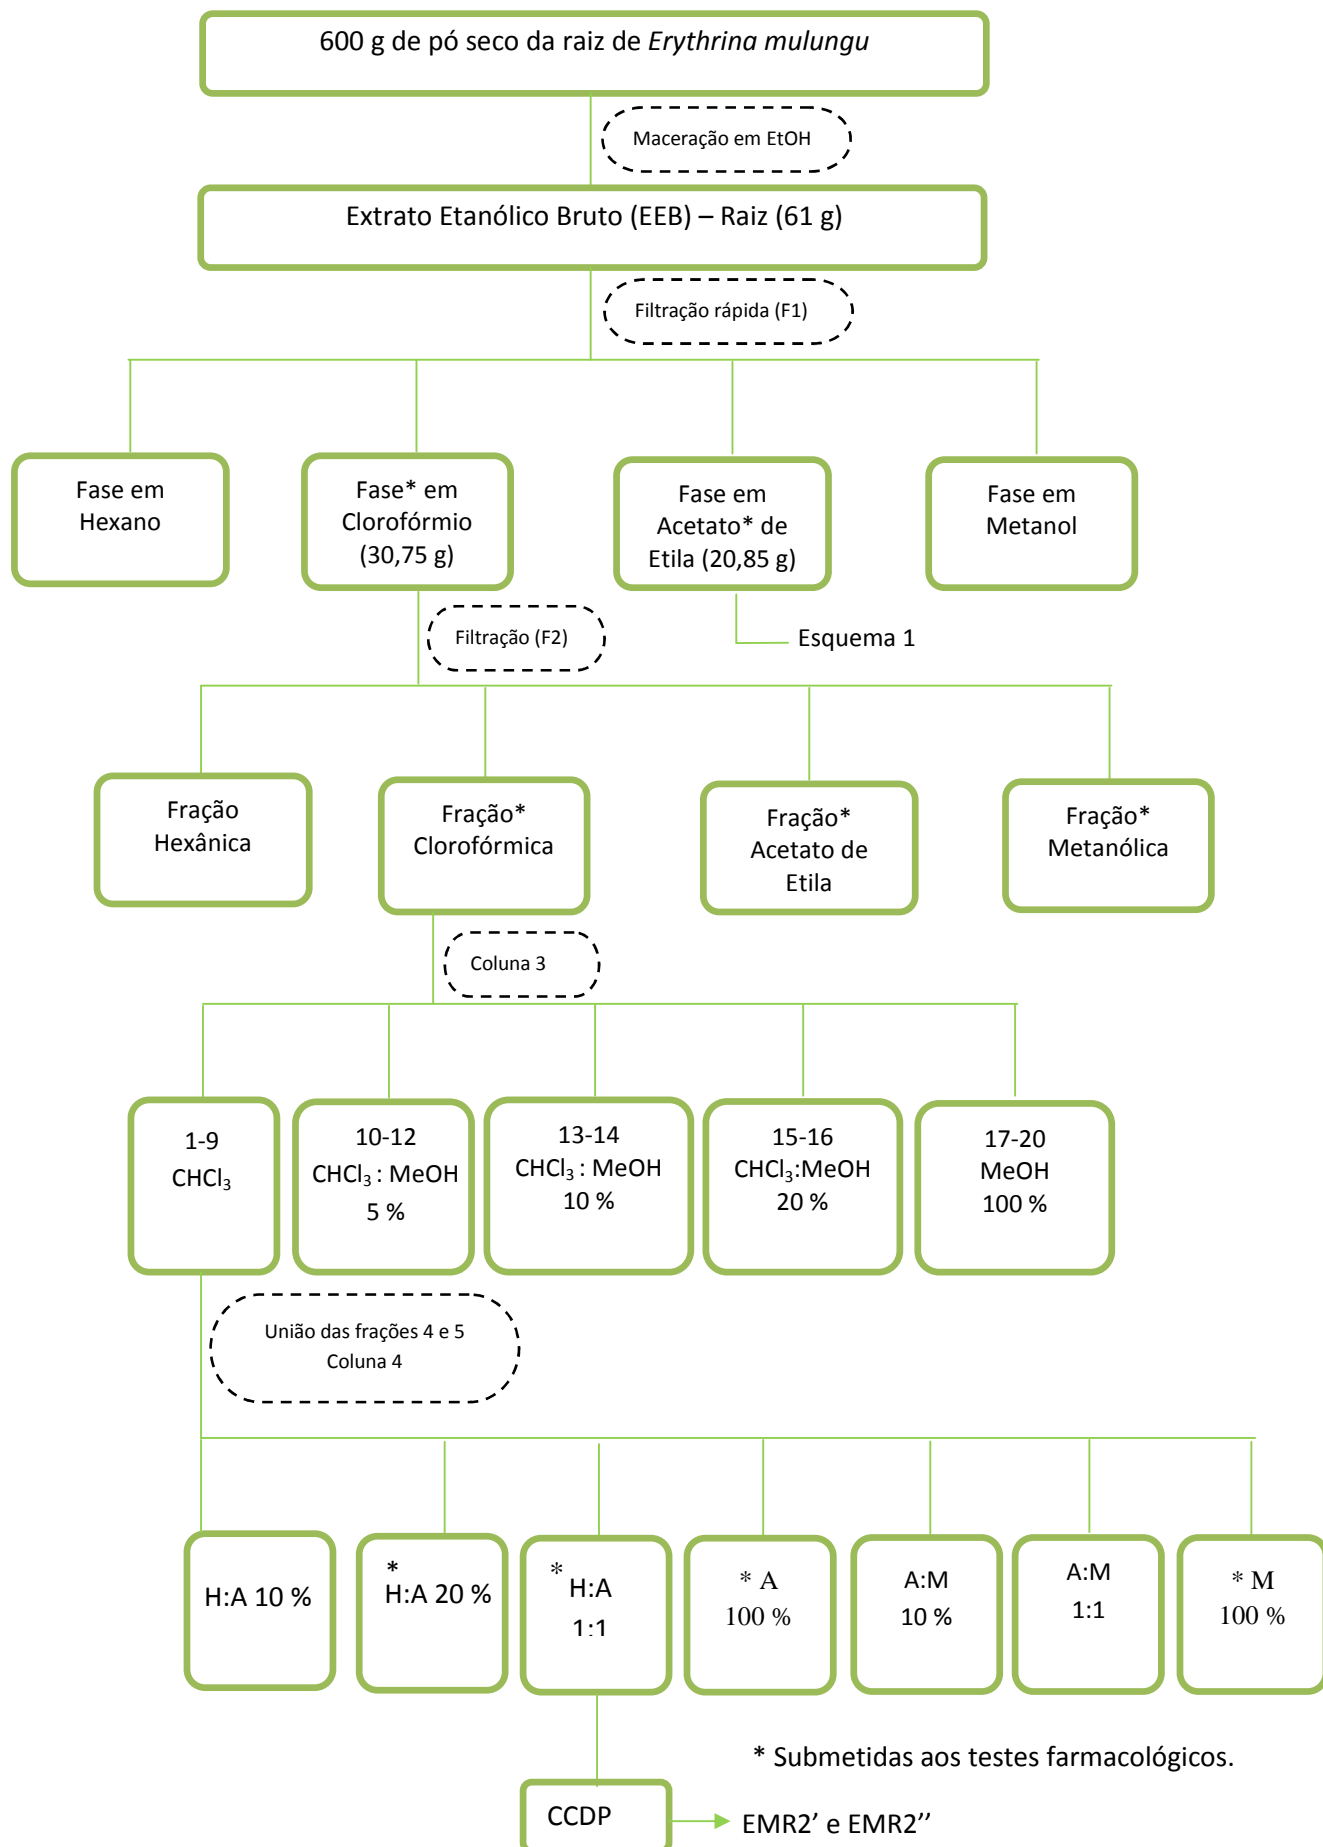 600 g de pó seco da raiz de Erythrina mulungu
Maceração em EtOH
Extrato Etanólico Bruto (EEB) – Raiz (61 g)
Filtração rápida (F1)
Fase em
Hexano
Fase* em
Clorofórmio
(30,75 g)
Fase em
Acetato* de
Etila (20,85 g)
Fase em
Metanol
Filtração (F2)
Esquema 1
Fração
Hexânica
Fração*
Clorofórmica
Fração*
Acetato de
Etila
Fração*
Metanólica
Coluna 3
1-9
CHCl₃
10-12
CHCl₃ : MeOH
5 %
13-14
CHCl₃ : MeOH
10 %
15-16
CHCl₃:MeOH
20 %
17-20
MeOH
100 %
União das frações 4 e 5
Coluna 4
H:A 10 %
*
H:A 20 %
*
H:A
1:1
* A
100 %
A:M
10 %
A:M
1:1
* M
100 %
* Submetidas aos testes farmacológicos.
CCDP
EMR2’ e EMR2’’